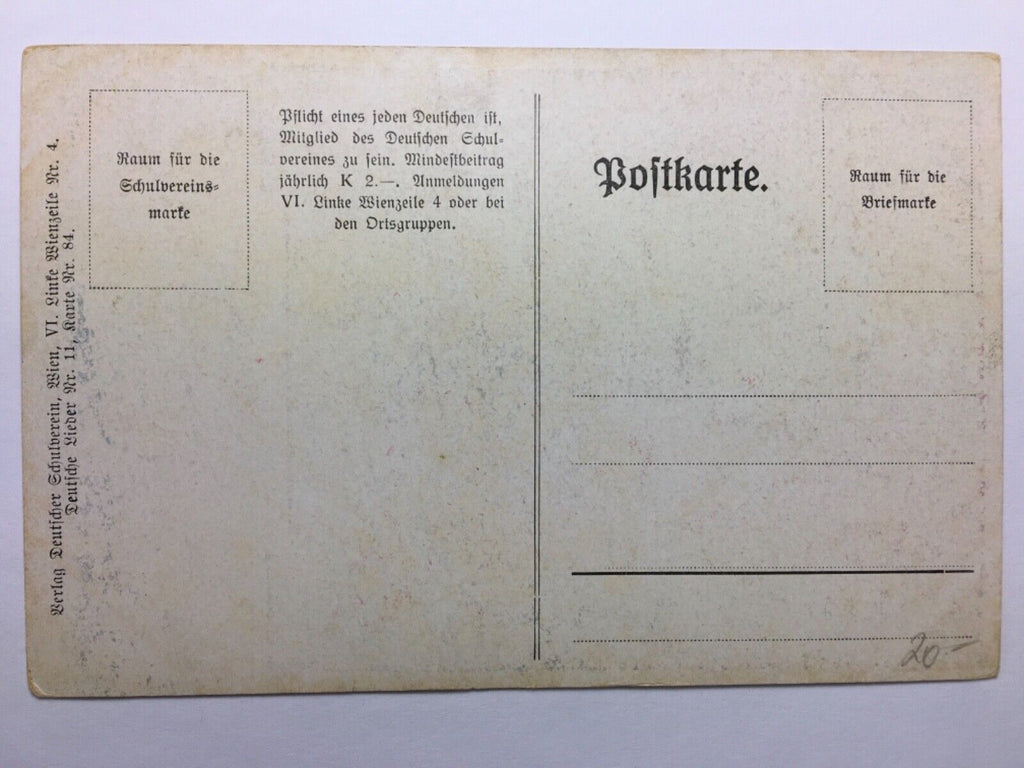 Verlag Deutscher Schulverein, Wien, VI. Linke Wienzeile Nr. 4.
Deutsche Lieder Nr. 11, Karte Nr. 84.
Raum für die
Schulvereins-
marke
Pflicht eines jeden Deutschen ist,
Mitglied des Deutschen Schul-
vereines zu sein. Mindestbeitrag
jährlich K 2.—. Anmeldungen
VI. Linke Wienzeile 4 oder bei
den Ortsgruppen.
Postkarte.
Raum für die
Briefmarke
20.—